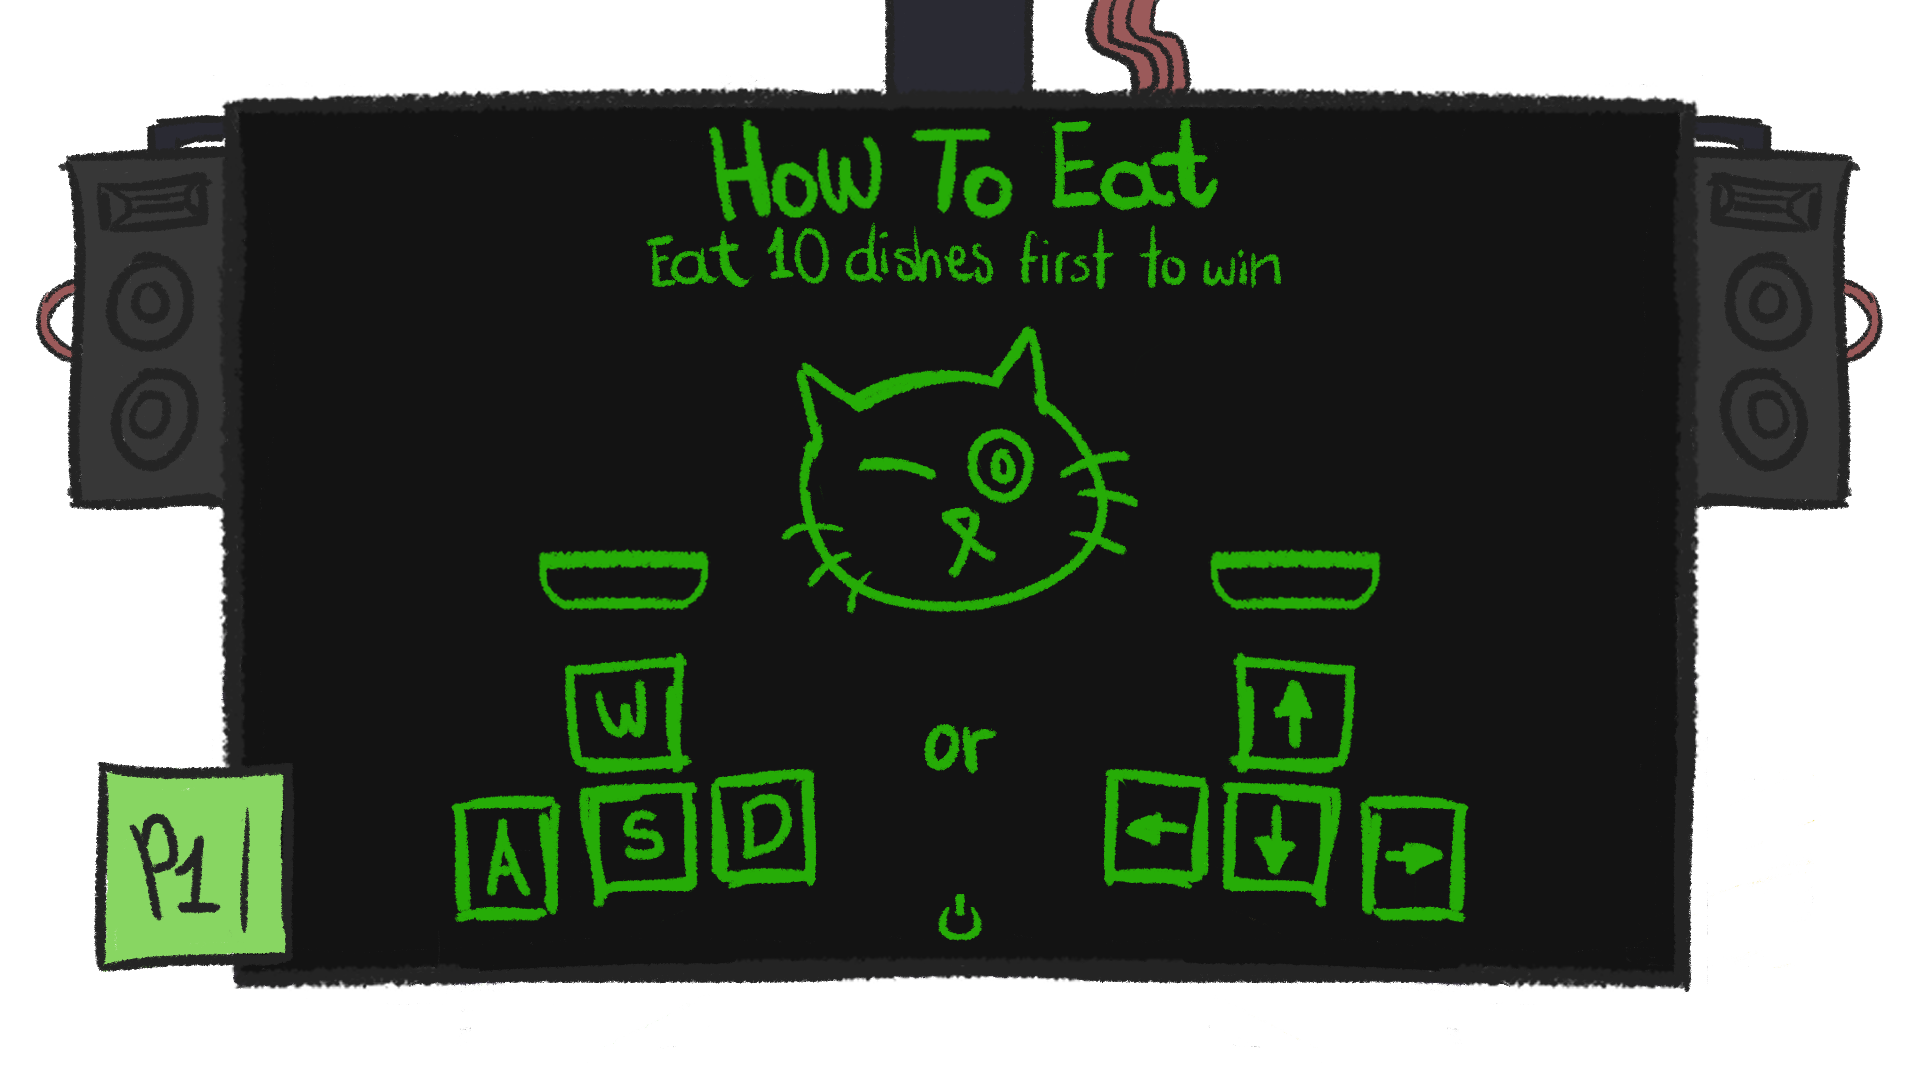 How To Eat
Eat 10 dishes first to win
W ↑
or
A S D ← ↓ →
P1|